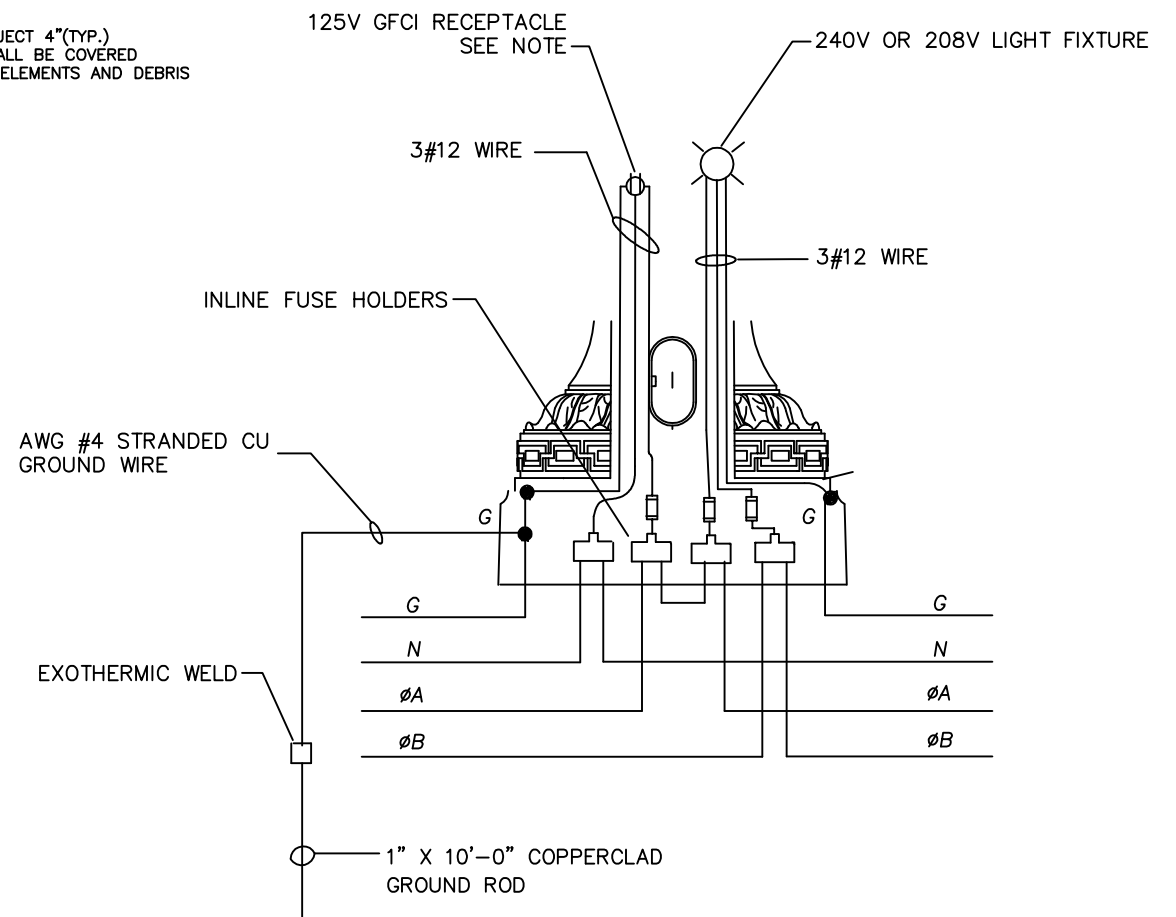 JECT 4"(TYP.)
ALL BE COVERED
ELEMENTS AND DEBRIS
125V GFCI RECEPTACLE
SEE NOTE
240V OR 208V LIGHT FIXTURE
3#12 WIRE
3#12 WIRE
INLINE FUSE HOLDERS
AWG #4 STRANDED CU
GROUND WIRE
G
G
G
G
N
N
øA
øA
øB
øB
EXOTHERMIC WELD
1" X 10'-0" COPPERCLAD
GROUND ROD